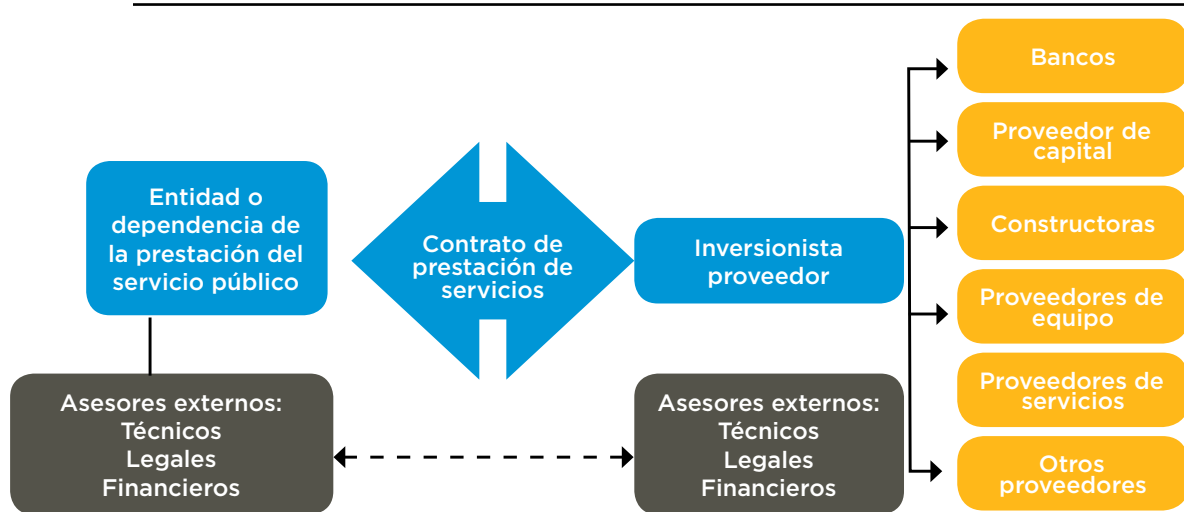 Entidad o
dependencia de
la prestación del
servicio público
Contrato de
prestación de
servicios
Inversionista
proveedor
Asesores externos:
Técnicos
Legales
Financieros
Asesores externos:
Técnicos
Legales
Financieros
Bancos
Proveedor de
capital
Constructoras
Proveedores de
equipo
Proveedores de
servicios
Otros
proveedores